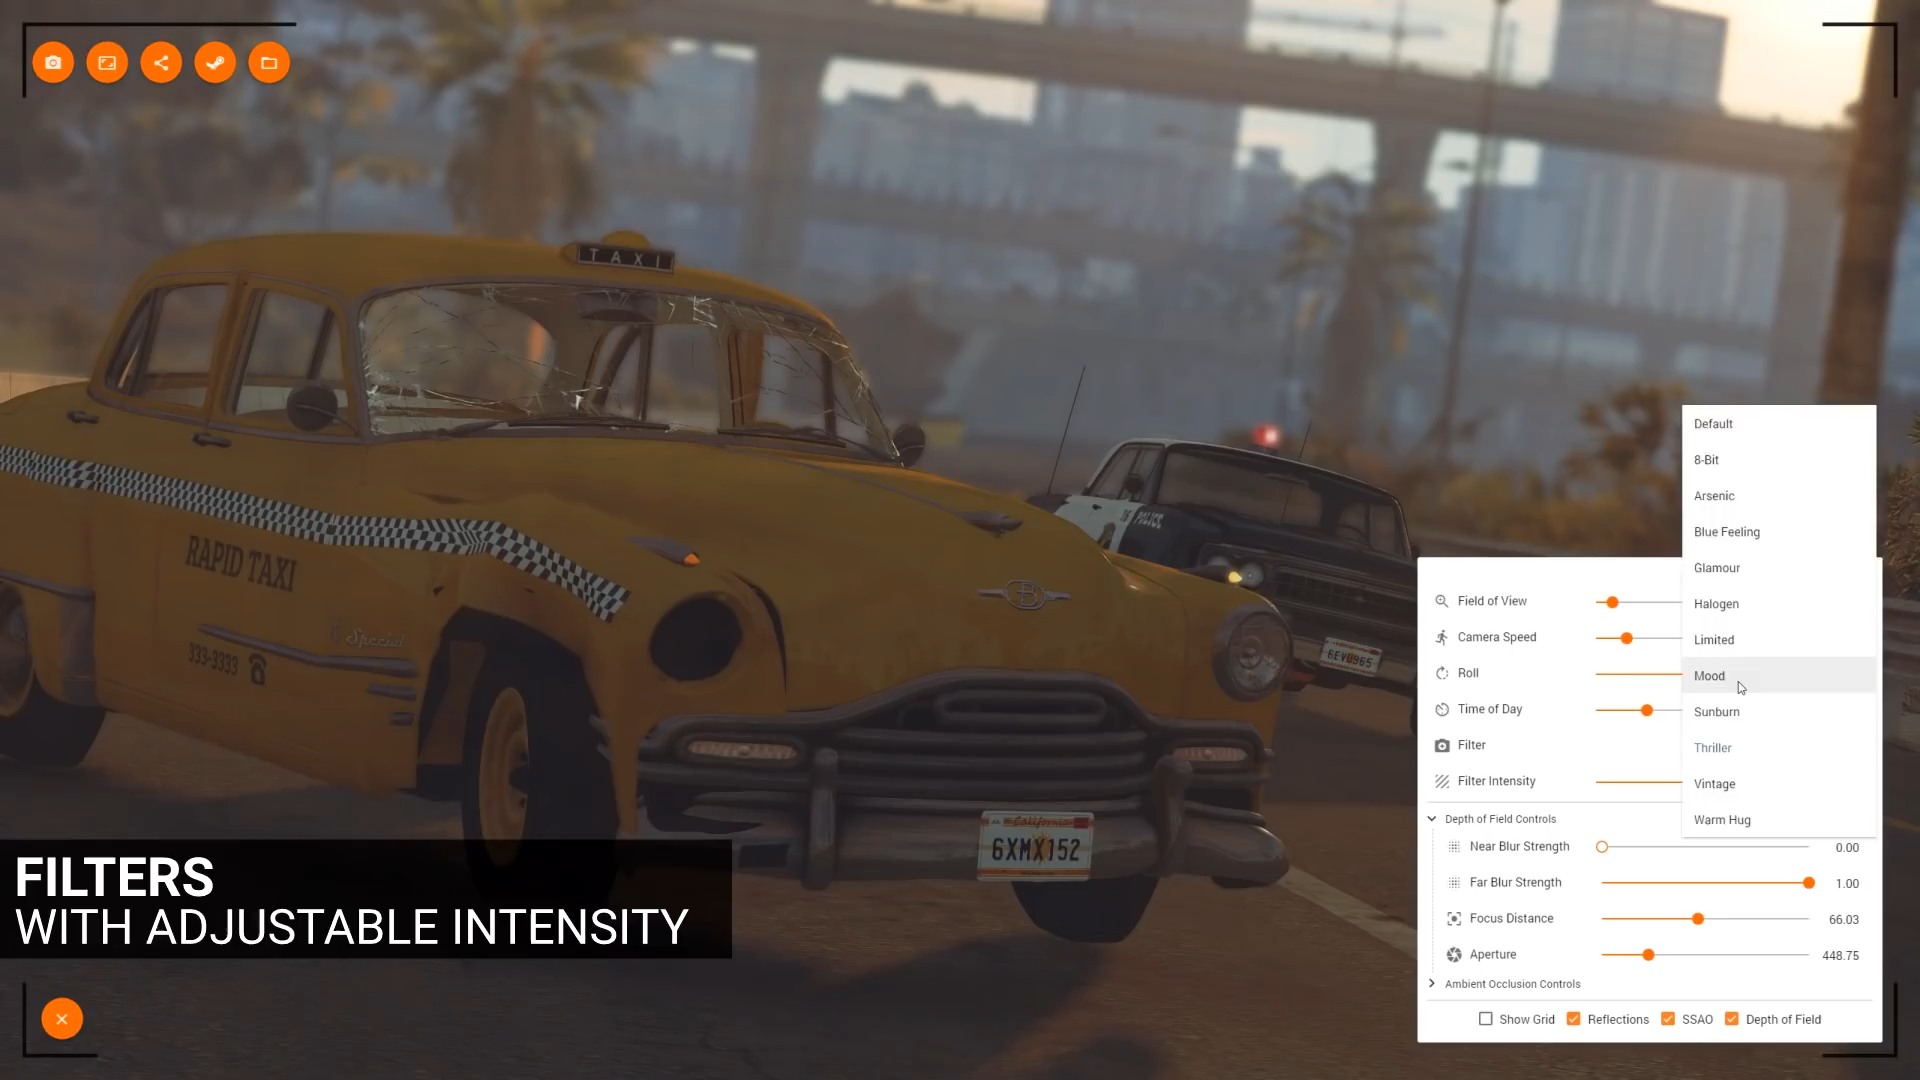 TAXI
RAPID TAXI
Special
333-3333
15 POLICE
6EVD965
California
6XMX152
FILTERS
WITH ADJUSTABLE INTENSITY
Default
8-Bit
Arsenic
Blue Feeling
Glamour
Halogen
Limited
Mood
Sunburn
Thriller
Vintage
Warm Hug
Field of View
Camera Speed
Roll
Time of Day
Filter
Filter Intensity
Depth of Field Controls
Near Blur Strength 0.00
Far Blur Strength 1.00
Focus Distance 66.03
Aperture 448.75
Ambient Occlusion Controls
Show Grid Reflections SSAO Depth of Field